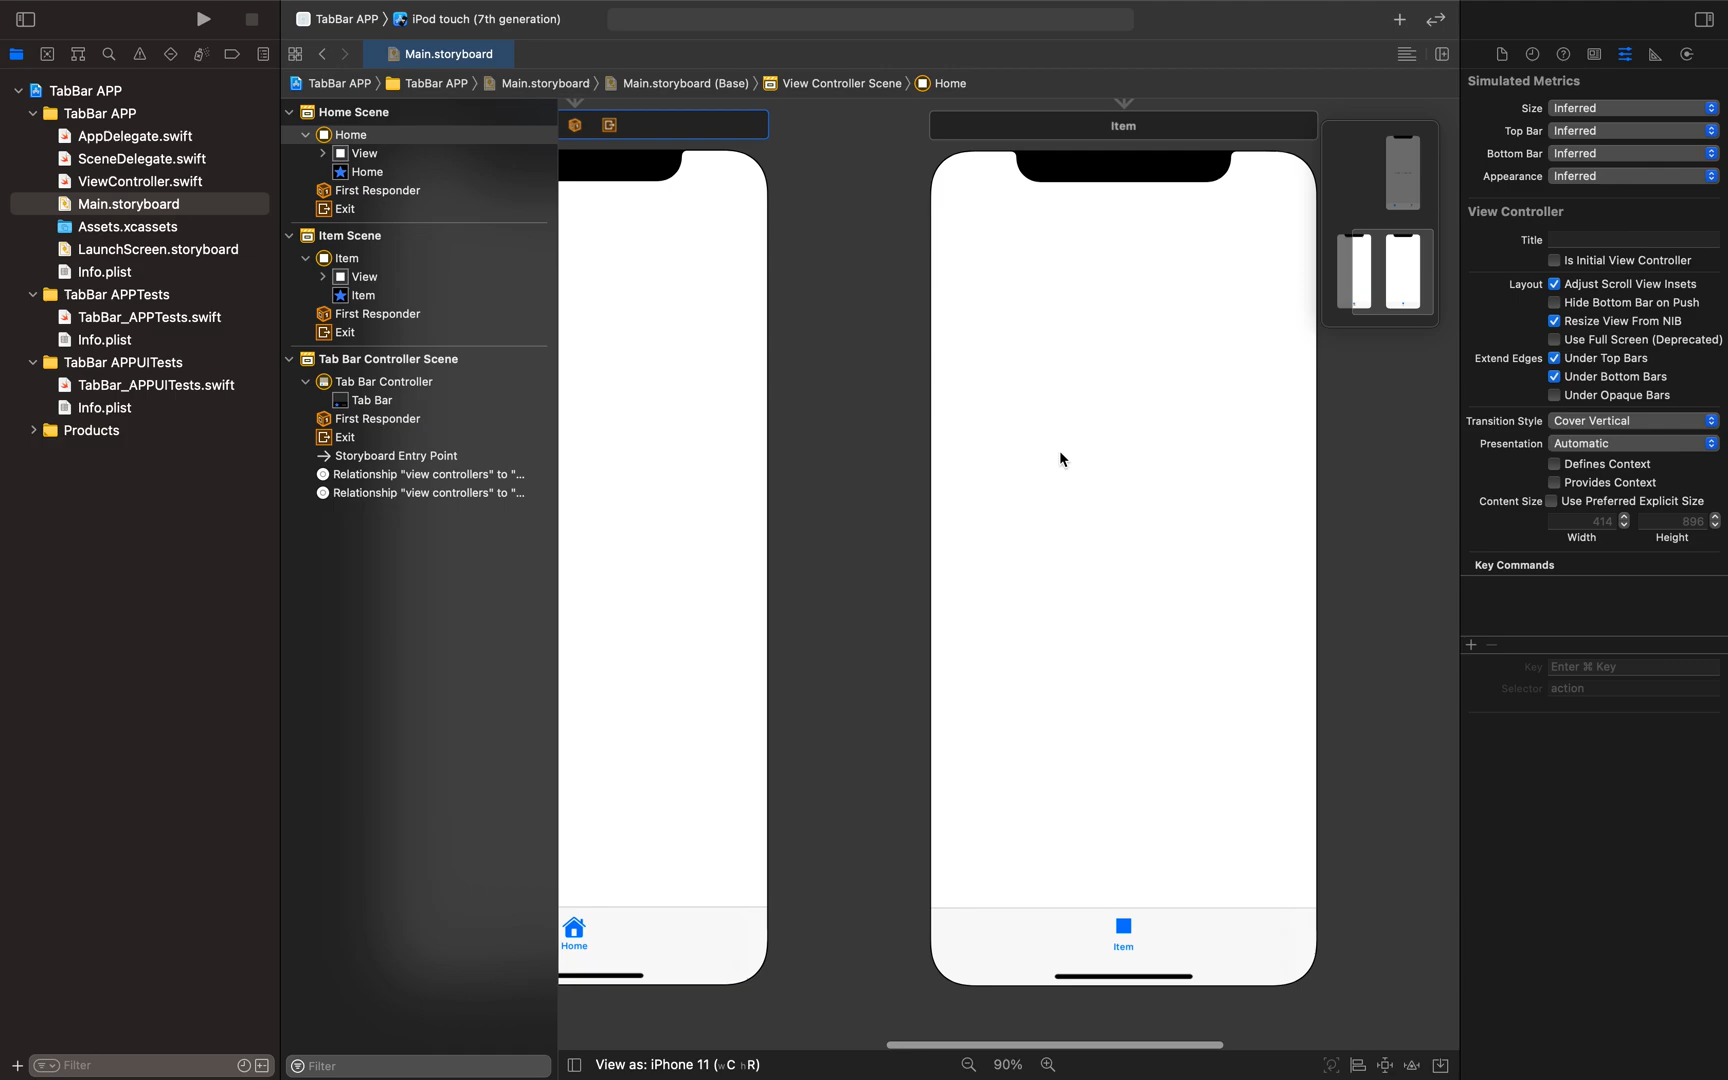 TabBar APP
iPod touch (7th generation)
Main.storyboard
TabBar APP
TabBar APP
Main.storyboard
Main.storyboard (Base)
View Controller Scene
Home
TabBar APP
TabBar APP
AppDelegate.swift
SceneDelegate.swift
ViewController.swift
Main.storyboard
Assets.xcassets
LaunchScreen.storyboard
Info.plist
TabBar APPTests
TabBar_APPTests.swift
Info.plist
TabBar APPUITests
TabBar_APPUITests.swift
Info.plist
Products
Filter
Home Scene
Home
View
Home
First Responder
Exit
Item Scene
Item
View
Item
First Responder
Exit
Tab Bar Controller Scene
Tab Bar Controller
Tab Bar
First Responder
Exit
Storyboard Entry Point
Relationship "view controllers" to "...
Relationship "view controllers" to "...
Filter
Item
Home
Item
View as: iPhone 11 (wC hR)
90%
Simulated Metrics
Size Inferred
Top Bar Inferred
Bottom Bar Inferred
Appearance Inferred
View Controller
Title
Is Initial View Controller
Layout Adjust Scroll View Insets
Hide Bottom Bar on Push
Resize View From NIB
Use Full Screen (Deprecated)
Extend Edges Under Top Bars
Under Bottom Bars
Under Opaque Bars
Transition Style Cover Vertical
Presentation Automatic
Defines Context
Provides Context
Content Size Use Preferred Explicit Size
414 896
Width Height
Key Commands
Key Enter ⌘ Key
Selector action